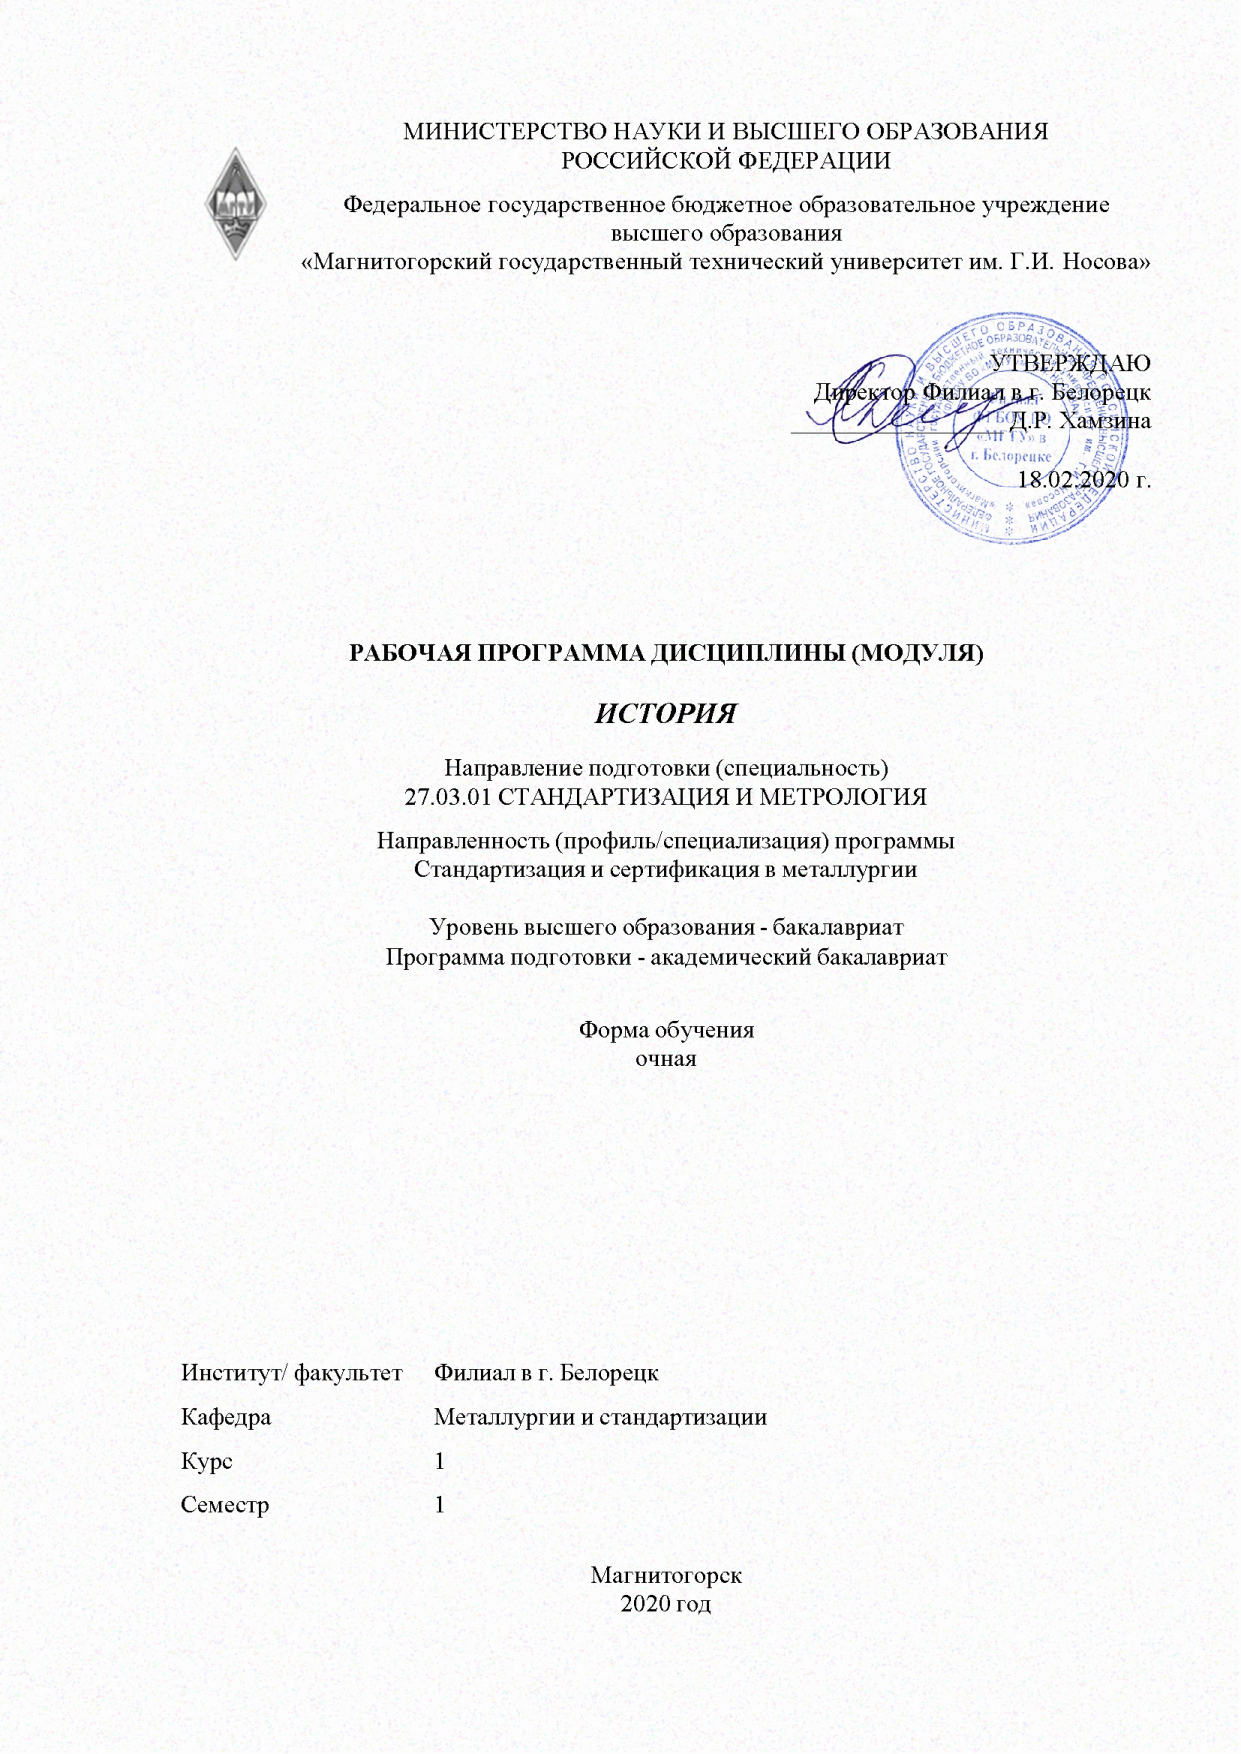 МИНИСТЕРСТВО НАУКИ И ВЫСШЕГО ОБРАЗОВАНИЯ
РОССИЙСКОЙ ФЕДЕРАЦИИ
Федеральное государственное бюджетное образовательное учреждение
высшего образования
«Магнитогорский государственный технический университет им. Г.И. Носова»
МГТУ
УТВЕРЖДАЮ
Директор Филиал в г. Белорецк
Д.Р. Хамзина
«МГТУ» в
г. Белорецке
18.02.2020 г.
РАБОЧАЯ ПРОГРАММА ДИСЦИПЛИНЫ (МОДУЛЯ)
ИСТОРИЯ
Направление подготовки (специальность)
27.03.01 СТАНДАРТИЗАЦИЯ И МЕТРОЛОГИЯ
Направленность (профиль/специализация) программы
Стандартизация и сертификация в металлургии
Уровень высшего образования - бакалавриат
Программа подготовки - академический бакалавриат
Форма обучения
очная
Институт/ факультет Филиал в г. Белорецк
Кафедра Металлургии и стандартизации
Курс 1
Семестр 1
Магнитогорск
2020 год